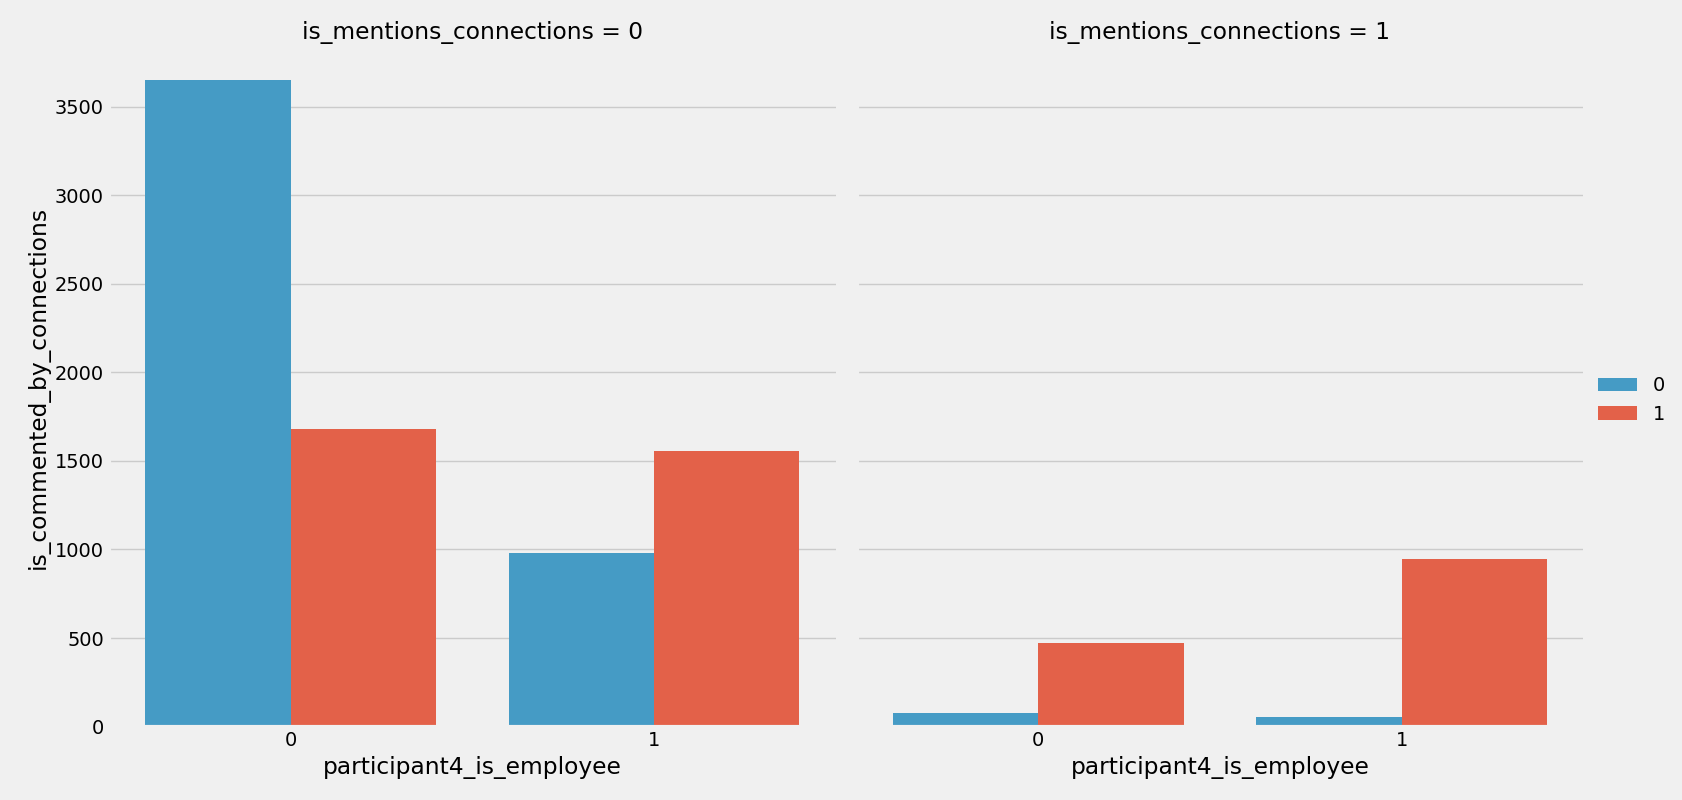 is_mentions_connections = 0
is_mentions_connections = 1
is_commented_by_connections
3500
3000
2500
2000
1500
1000
500
0
0
1
participant4_is_employee
0
1
participant4_is_employee
0
1